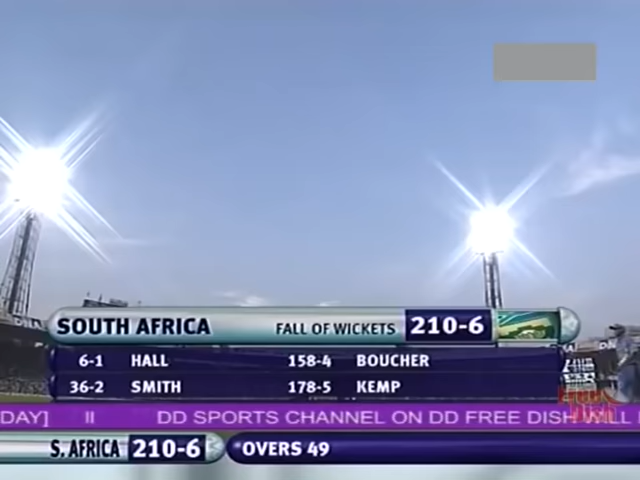 SOUTH AFRICA FALL OF WICKETS 210-6
6-1 HALL 158-4 BOUCHER
36-2 SMITH 178-5 KEMP
DAY] II DD SPORTS CHANNEL ON DD FREE DISH WILL
S. AFRICA 210-6 OVERS 49